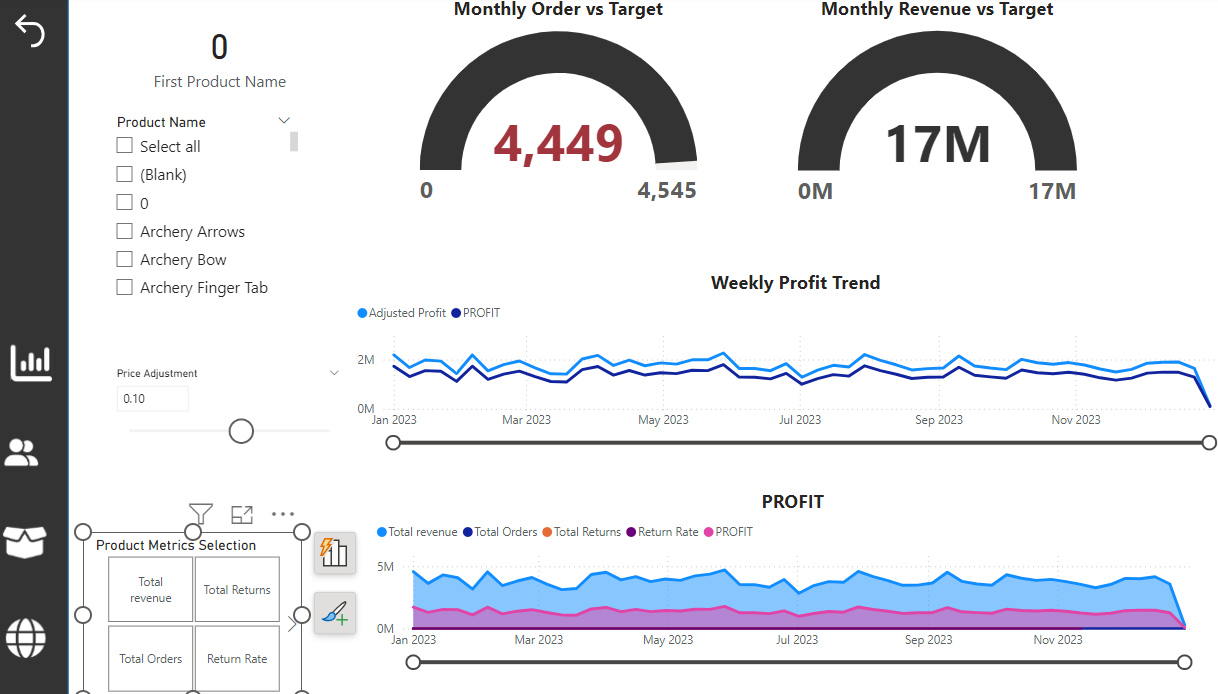 Monthly Order vs Target
Monthly Revenue vs Target
0
First Product Name
Product Name
Select all
(Blank)
0
Archery Arrows
Archery Bow
Archery Finger Tab
4,449
0
4,545
17M
0M
17M
Price Adjustment
0.10
Weekly Profit Trend
Adjusted Profit PROFIT
2M
0M
Jan 2023 Mar 2023 May 2023 Jul 2023 Sep 2023 Nov 2023
Product Metrics Selection
Total
revenue
Total Returns
Total Orders
Return Rate
PROFIT
Total revenue Total Orders Total Returns Return Rate PROFIT
5M
0M
Jan 2023 Mar 2023 May 2023 Jul 2023 Sep 2023 Nov 2023